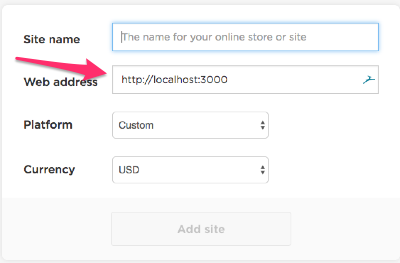 Site name
The name for your online store or site
Web address
http://localhost:3000
Platform
Custom
Currency
USD
Add site